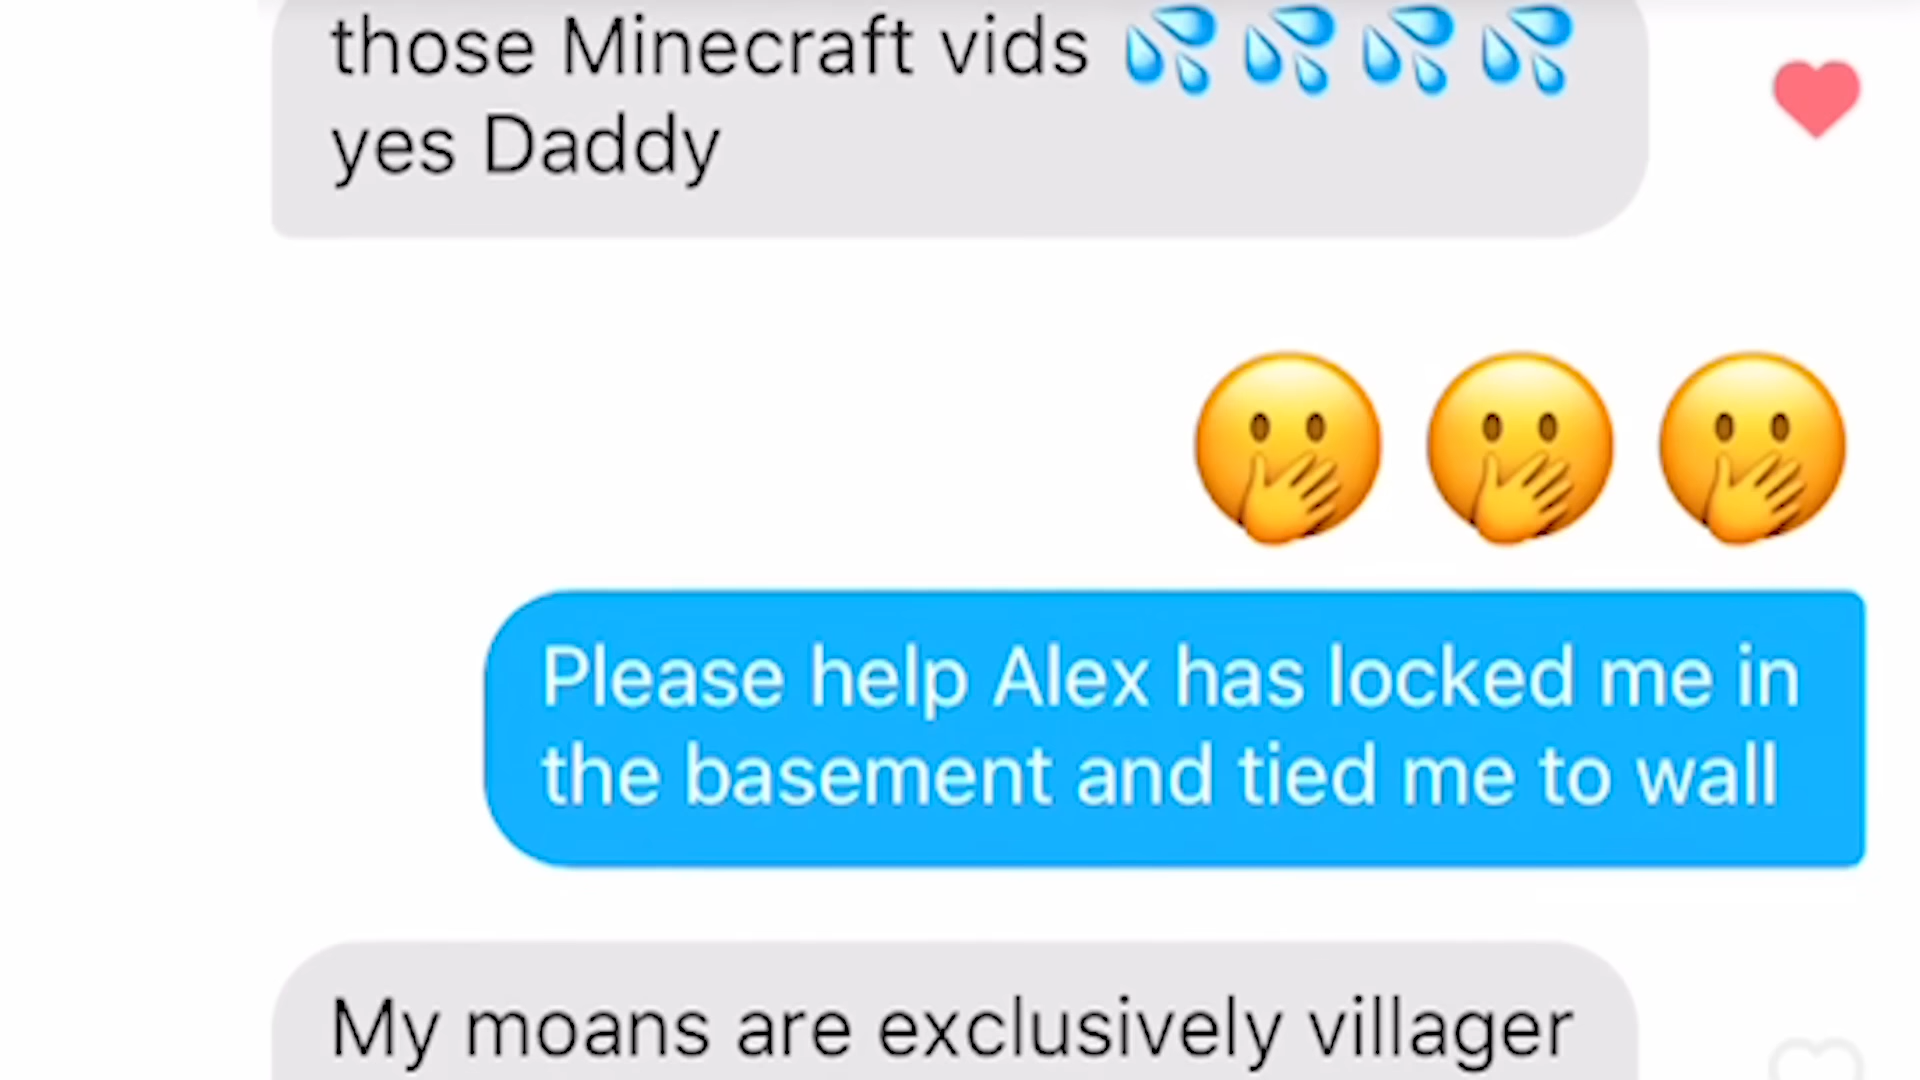 those Minecraft vids 💦 💦 💦 💦
yes Daddy
🫢 🫢 🫢
Please help Alex has locked me in
the basement and tied me to wall
My moans are exclusively villager